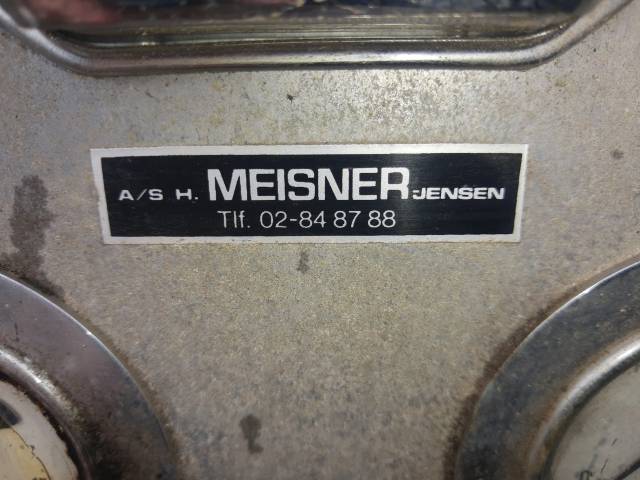 A/S H. MEISNER-JENSEN
Tlf. 02-84 87 88